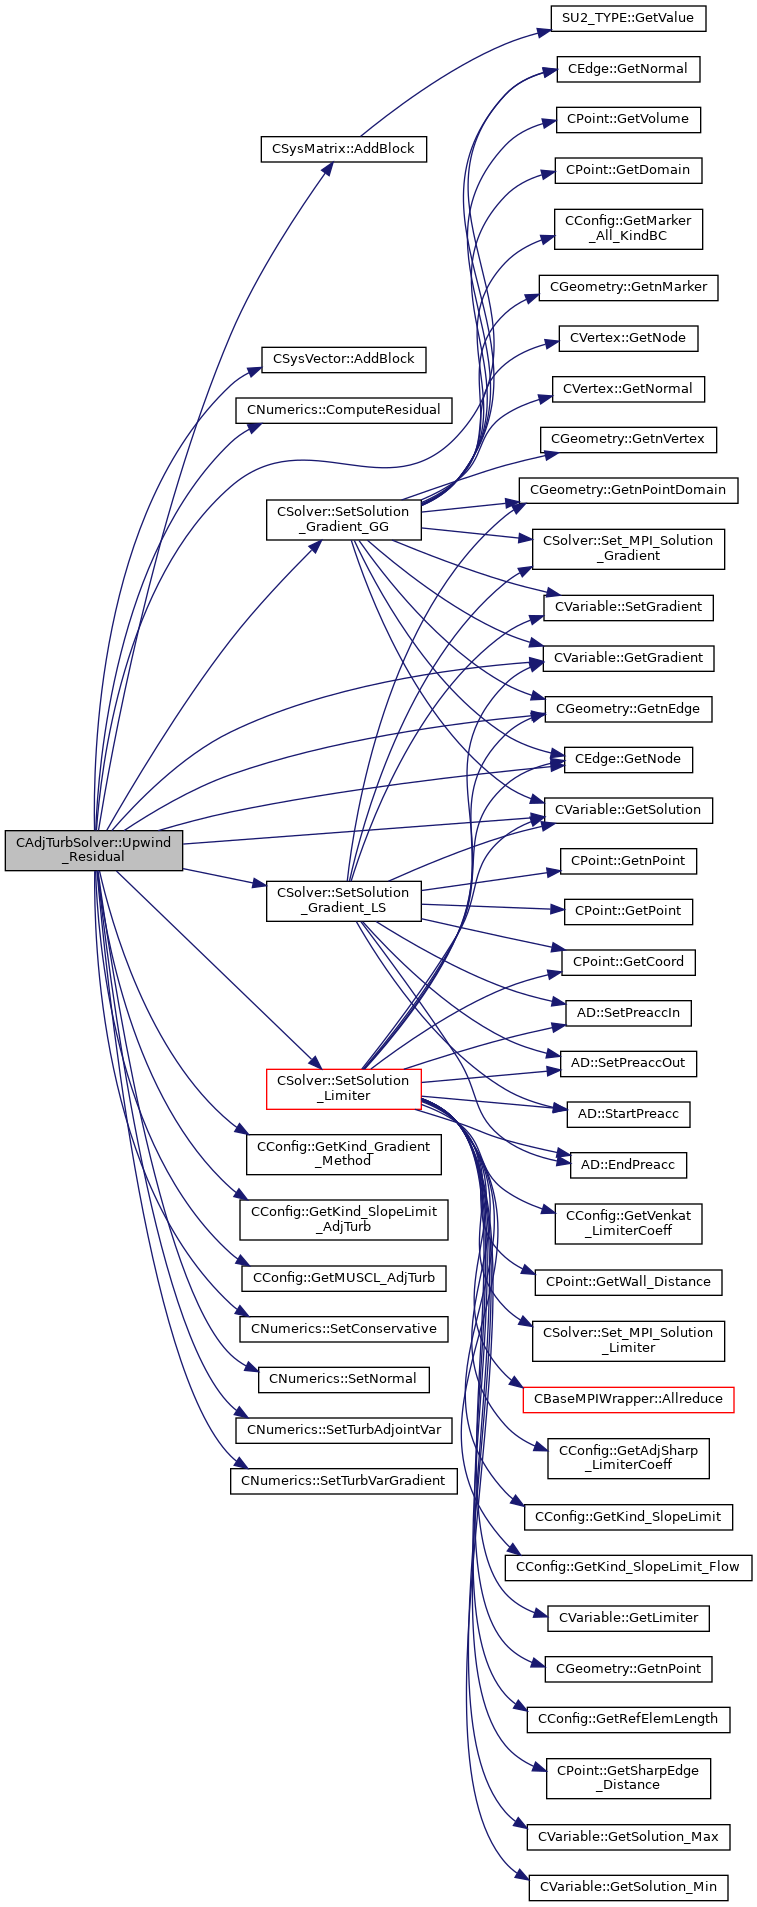 SU2_TYPE::GetValue
CEdge::GetNormal
CPoint::GetVolume
CSysMatrix::AddBlock
CPoint::GetDomain
CConfig::GetMarker
_All_KindBC
CGeometry::GetnMarker
CVertex::GetNode
CSysVector::AddBlock
CVertex::GetNormal
CNumerics::ComputeResidual
CGeometry::GetnVertex
CGeometry::GetnPointDomain
CSolver::SetSolution
_Gradient_GG
CSolver::Set_MPI_Solution
_Gradient
CVariable::SetGradient
CVariable::GetGradient
CGeometry::GetnEdge
CEdge::GetNode
CVariable::GetSolution
CAdjTurbSolver::Upwind
_Residual
CPoint::GetnPoint
CSolver::SetSolution
_Gradient_LS
CPoint::GetPoint
CPoint::GetCoord
AD::SetPreaccIn
AD::SetPreaccOut
CSolver::SetSolution
_Limiter
AD::StartPreacc
CConfig::GetKind_Gradient
_Method
AD::EndPreacc
CConfig::GetKind_SlopeLimit
_AdjTurb
CConfig::GetVenkat
_LimiterCoeff
CConfig::GetMUSCL_AdjTurb
CPoint::GetWall_Distance
CNumerics::SetConservative
CSolver::Set_MPI_Solution
_Limiter
CNumerics::SetNormal
CBaseMPIWrapper::Allreduce
CNumerics::SetTurbAdjointVar
CConfig::GetAdjSharp
_LimiterCoeff
CNumerics::SetTurbVarGradient
CConfig::GetKind_SlopeLimit
CConfig::GetKind_SlopeLimit_Flow
CVariable::GetLimiter
CGeometry::GetnPoint
CConfig::GetRefElemLength
CPoint::GetSharpEdge
_Distance
CVariable::GetSolution_Max
CVariable::GetSolution_Min